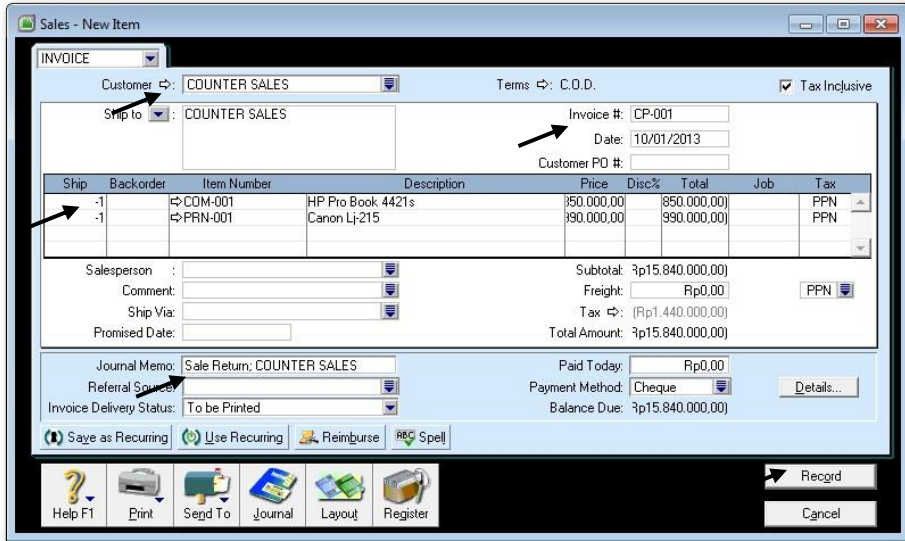 Sales - New Item
INVOICE
Customer ⇨: COUNTER SALES Terms ⇨: C.O.D. Tax Inclusive
Ship to : COUNTER SALES Invoice #: CP-001
Date: 10/01/2013
Customer PO #:
Ship Backorder Item Number Description Price Disc% Total Job Tax
-1 ⇨COM-001 HP Pro Book 4421s 350.000,00 850.000,00) PPN
-1 ⇨PRN-001 Canon Lj-215 990.000,00 990.000,00) PPN
Salesperson : Subtotal: Rp15.840.000,00)
Comment: Freight: Rp0,00 PPN
Ship Via: Tax ⇨: (Rp1.440.000,00)
Promised Date: Total Amount: Rp15.840.000,00)
Journal Memo: Sale Return; COUNTER SALES Paid Today: Rp0,00
Referral Source: Payment Method: Cheque Details...
Invoice Delivery Status: To be Printed Balance Due: Rp15.840.000,00)
Save as Recurring Use Recurring Reimburse ABC Spell
Record
Help F1 Print Send To Journal Layout Register
Cancel